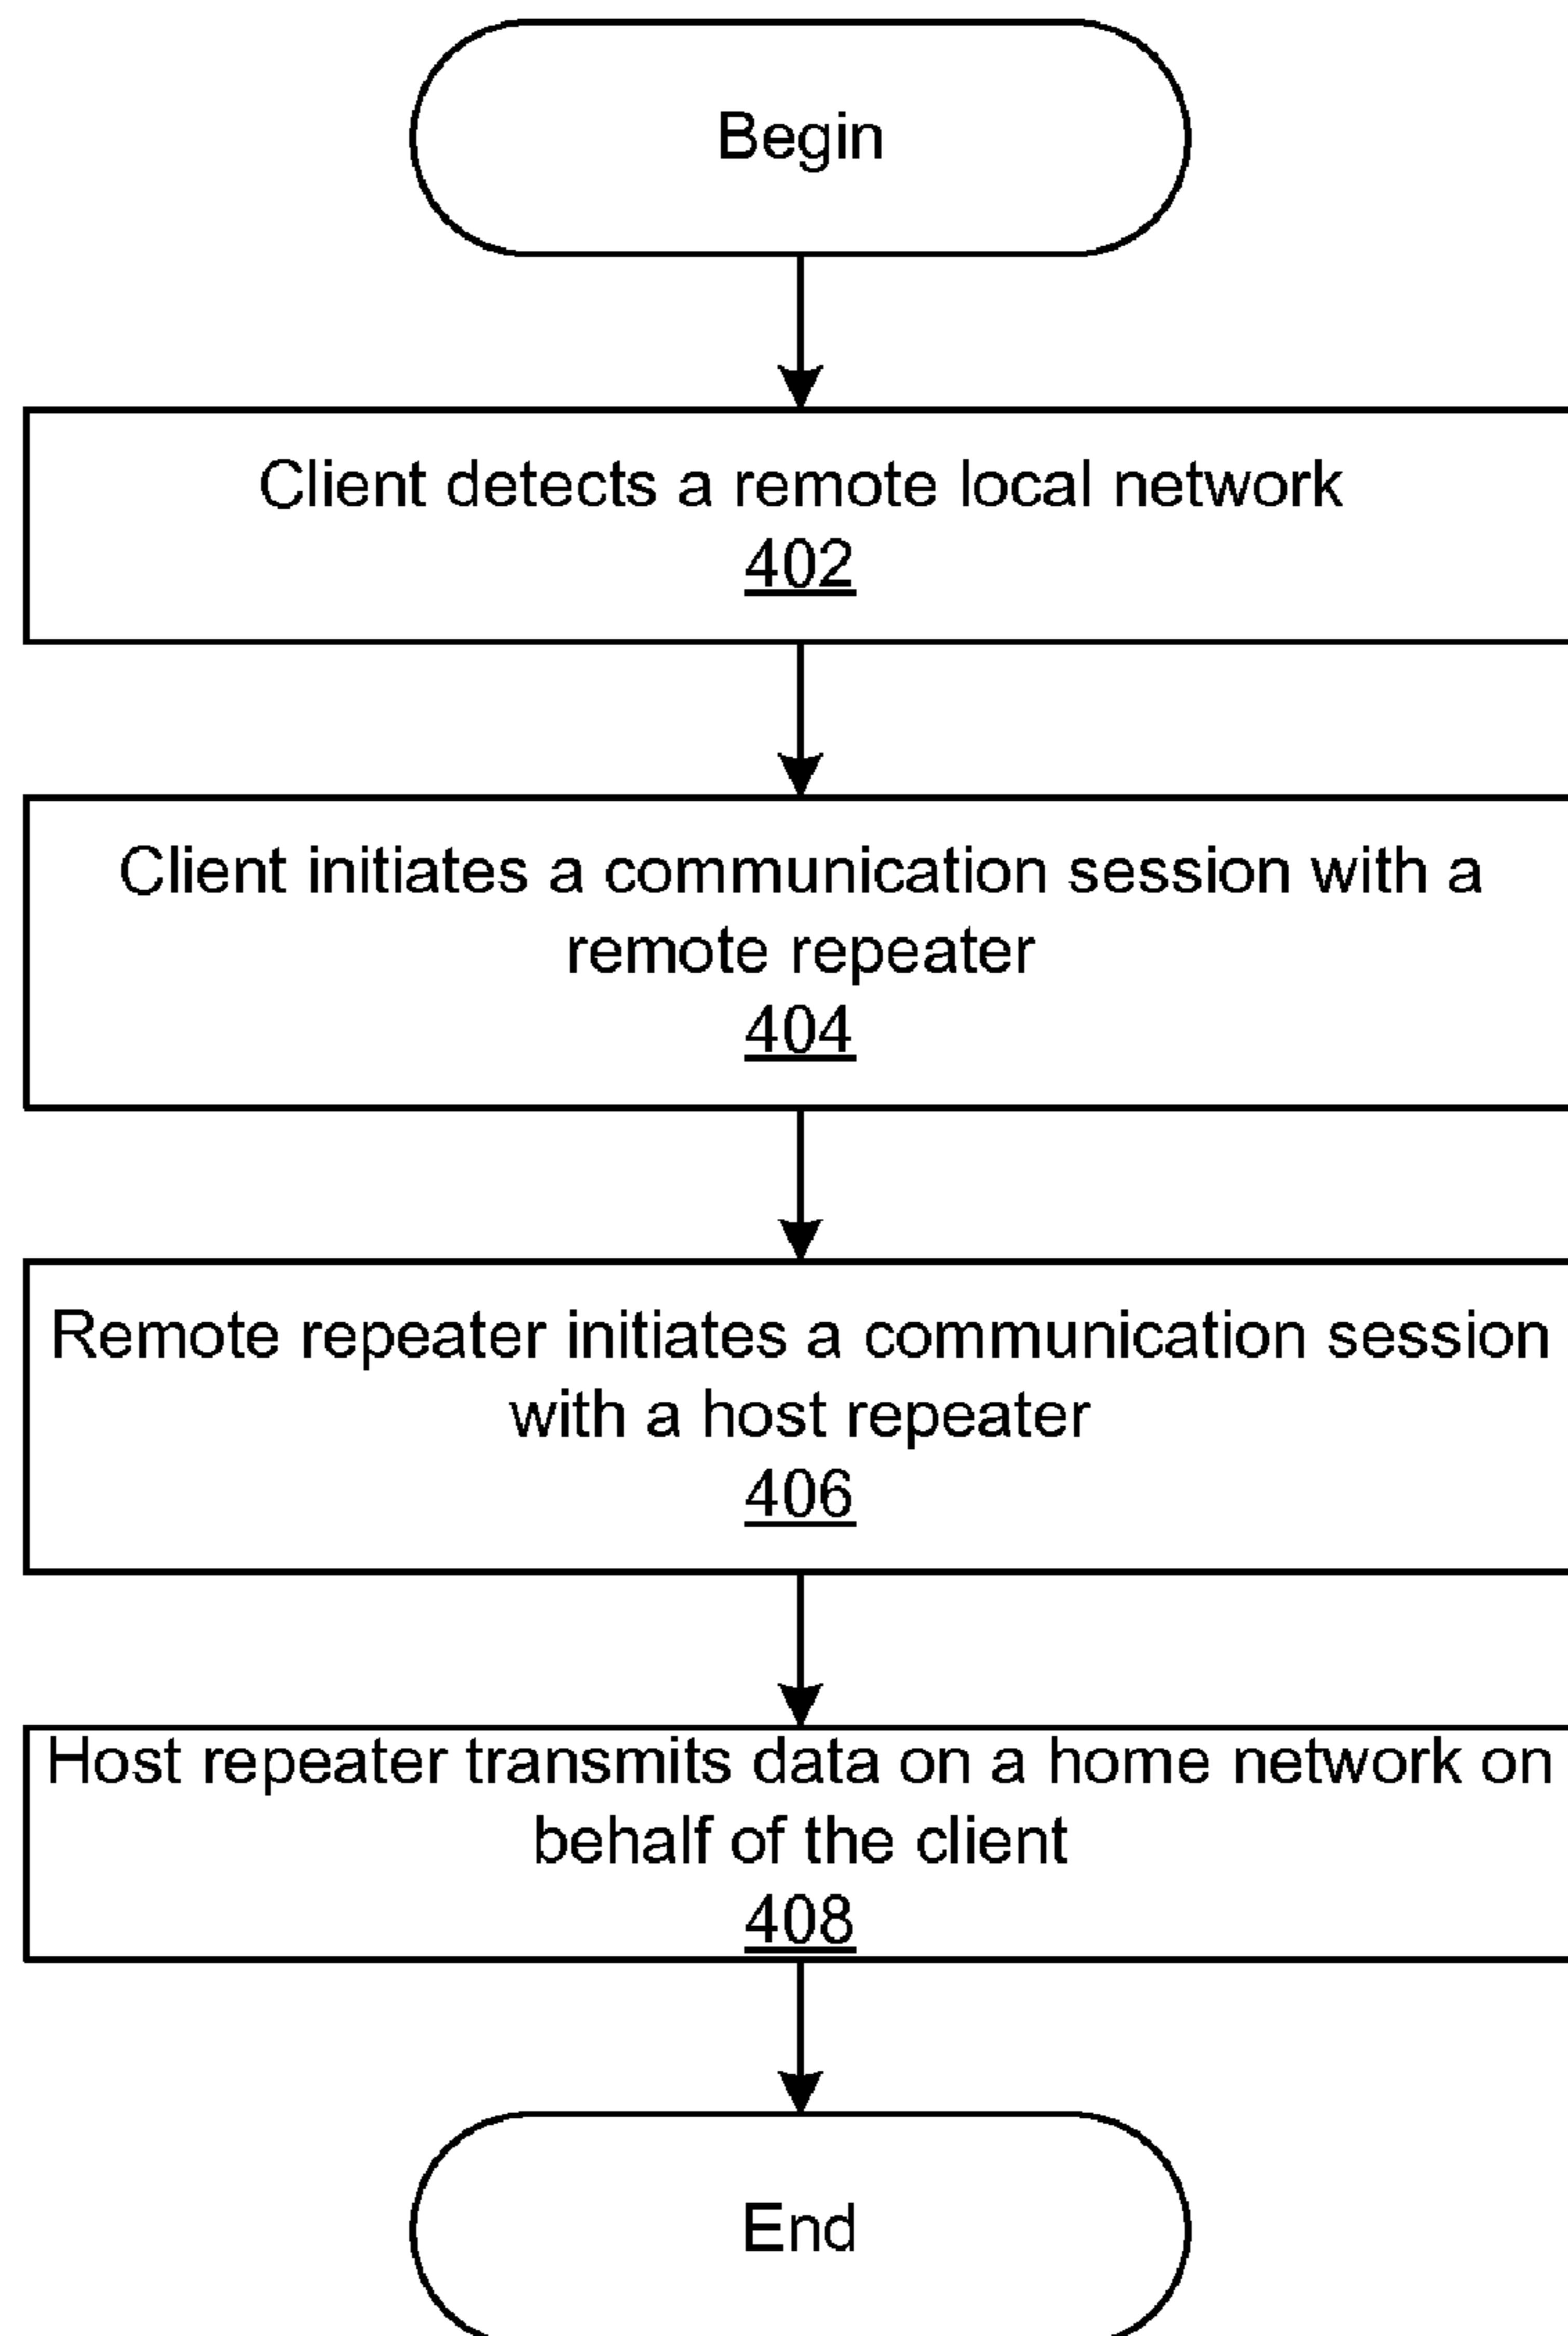 Begin
Client detects a remote local network
402
Client initiates a communication session with a
remote repeater
404
Remote repeater initiates a communication session
with a host repeater
406
Host repeater transmits data on a home network on
behalf of the client
408
End